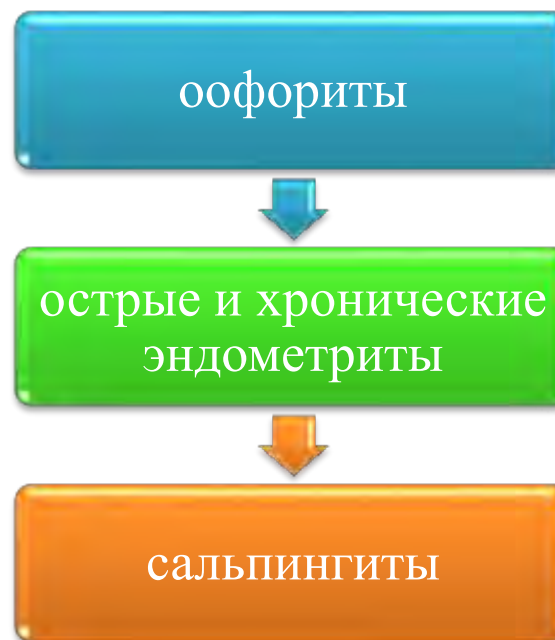 оофориты
острые и хронические
эндометриты
сальпингиты